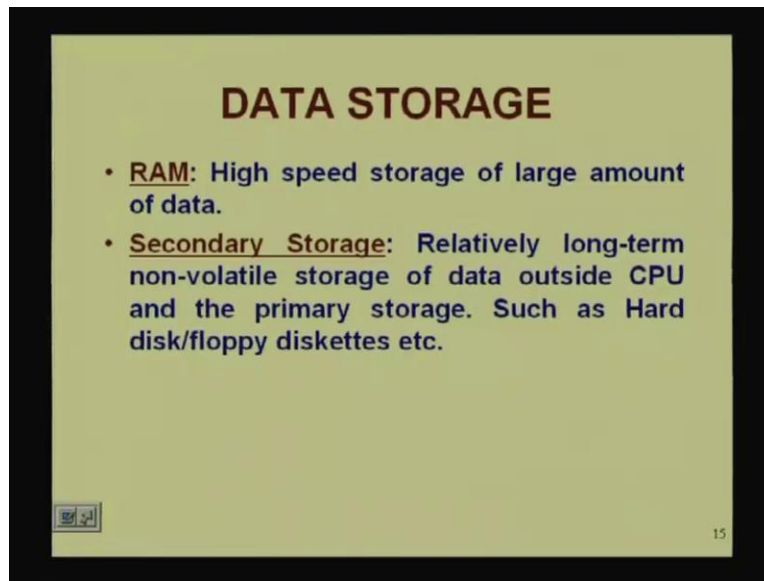 DATA STORAGE
• RAM: High speed storage of large amount
of data.
• Secondary Storage: Relatively long-term
non-volatile storage of data outside CPU
and the primary storage. Such as Hard
disk/floppy diskettes etc.
15